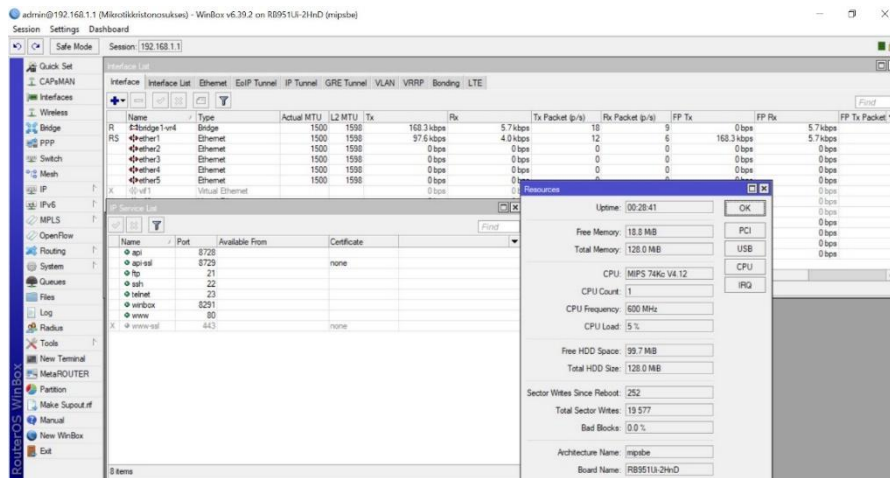 admin@192.168.1.1 (Mikrotikkristonosukses) - WinBox v6.39.2 on RB951Ui-2HnD (mipsbe)
Session Settings Dashboard
Safe Mode Session: 192.168.1.1
Quick Set
CAPsMAN
Interfaces
Wireless
Bridge
PPP
Switch
Mesh
IP
IPv6
MPLS
OpenFlow
Routing
System
Queues
Files
Log
Radius
Tools
New Terminal
MetaROUTER
Partition
Make Supout.rif
Manual
New WinBox
Exit
RouterOS WinBox
Interface List
Interface Interface List Ethernet EoIP Tunnel IP Tunnel GRE Tunnel VLAN VRRP Bonding LTE
Find
Name Type Actual MTU L2 MTU Tx Rx Tx Packet (p/s) Rx Packet (p/s) FP Tx FP Rx FP Tx Packet
R bridge1-vr4 Bridge 1500 1598 168.3 kbps 5.7 kbps 18 9 0 bps 5.7 kbps
RS ether1 Ethernet 1500 1598 97.6 kbps 4.0 kbps 12 6 168.3 kbps 5.7 kbps
ether2 Ethernet 1500 1598 0 bps 0 bps 0 0 0 bps 0 bps
ether3 Ethernet 1500 1598 0 bps 0 bps 0 0 0 bps 0 bps
ether4 Ethernet 1500 1598 0 bps 0 bps 0 0 0 bps 0 bps
ether5 Ethernet 1500 1598 0 bps 0 bps
X vif1 Virtual Ethernet 0 bps
0 bps
0 bps
0 bps
0 bps
0 bps
IP Service List
Find
Name Port Available From Certificate
api 8728
api-ssl 8729 none
ftp 21
ssh 22
telnet 23
winbox 8291
www 80
X www-ssl 443 none
8 items
Resources
Uptime: 00:28:41
Free Memory: 18.8 MiB
Total Memory: 128.0 MiB
CPU: MIPS 74Kc V4.12
CPU Count: 1
CPU Frequency: 600 MHz
CPU Load: 5 %
Free HDD Space: 99.7 MiB
Total HDD Size: 128.0 MiB
Sector Writes Since Reboot: 252
Total Sector Writes: 19 577
Bad Blocks: 0.0 %
Architecture Name: mipsbe
Board Name: RB951Ui-2HnD
OK
PCI
USB
CPU
IRQ